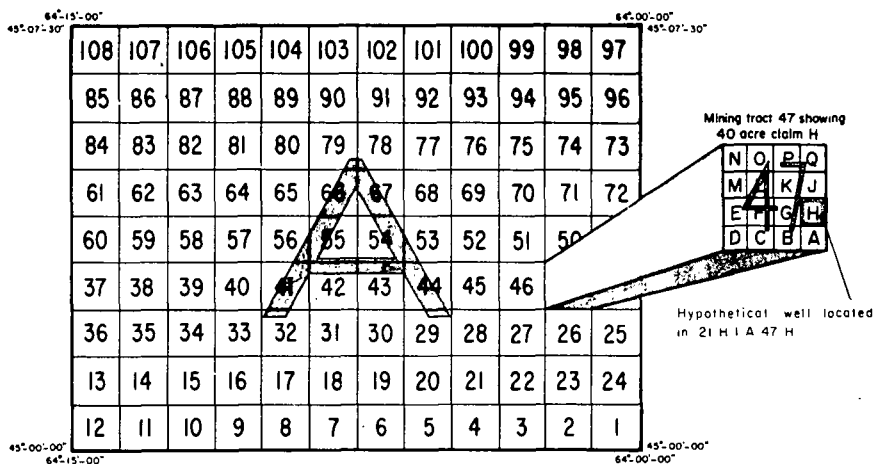 64°-15'-00" 64°-00'-00"
45°-07'-30" 45°-07'-30"
108 107 106 105 104 103 102 101 100 99 98 97
85 86 87 88 89 90 91 92 93 94 95 96
84 83 82 81 80 79 78 77 76 75 74 73
61 62 63 64 65 66 67 68 69 70 71 72
60 59 58 57 56 55 54 53 52 51 50
37 38 39 40 41 42 43 44 45 46
36 35 34 33 32 31 30 29 28 27 26 25
13 14 15 16 17 18 19 20 21 22 23 24
12 11 10 9 8 7 6 5 4 3 2 1
45°-00'-00" 45°-00'-00"
64°-15'-00" 64°-00'-00"
A
Mining tract 47 showing
40 acre claim H
N O P Q
M K J
E F G H
D C B A
47
Hypothetical well located
in 21 H 1 A 47 H